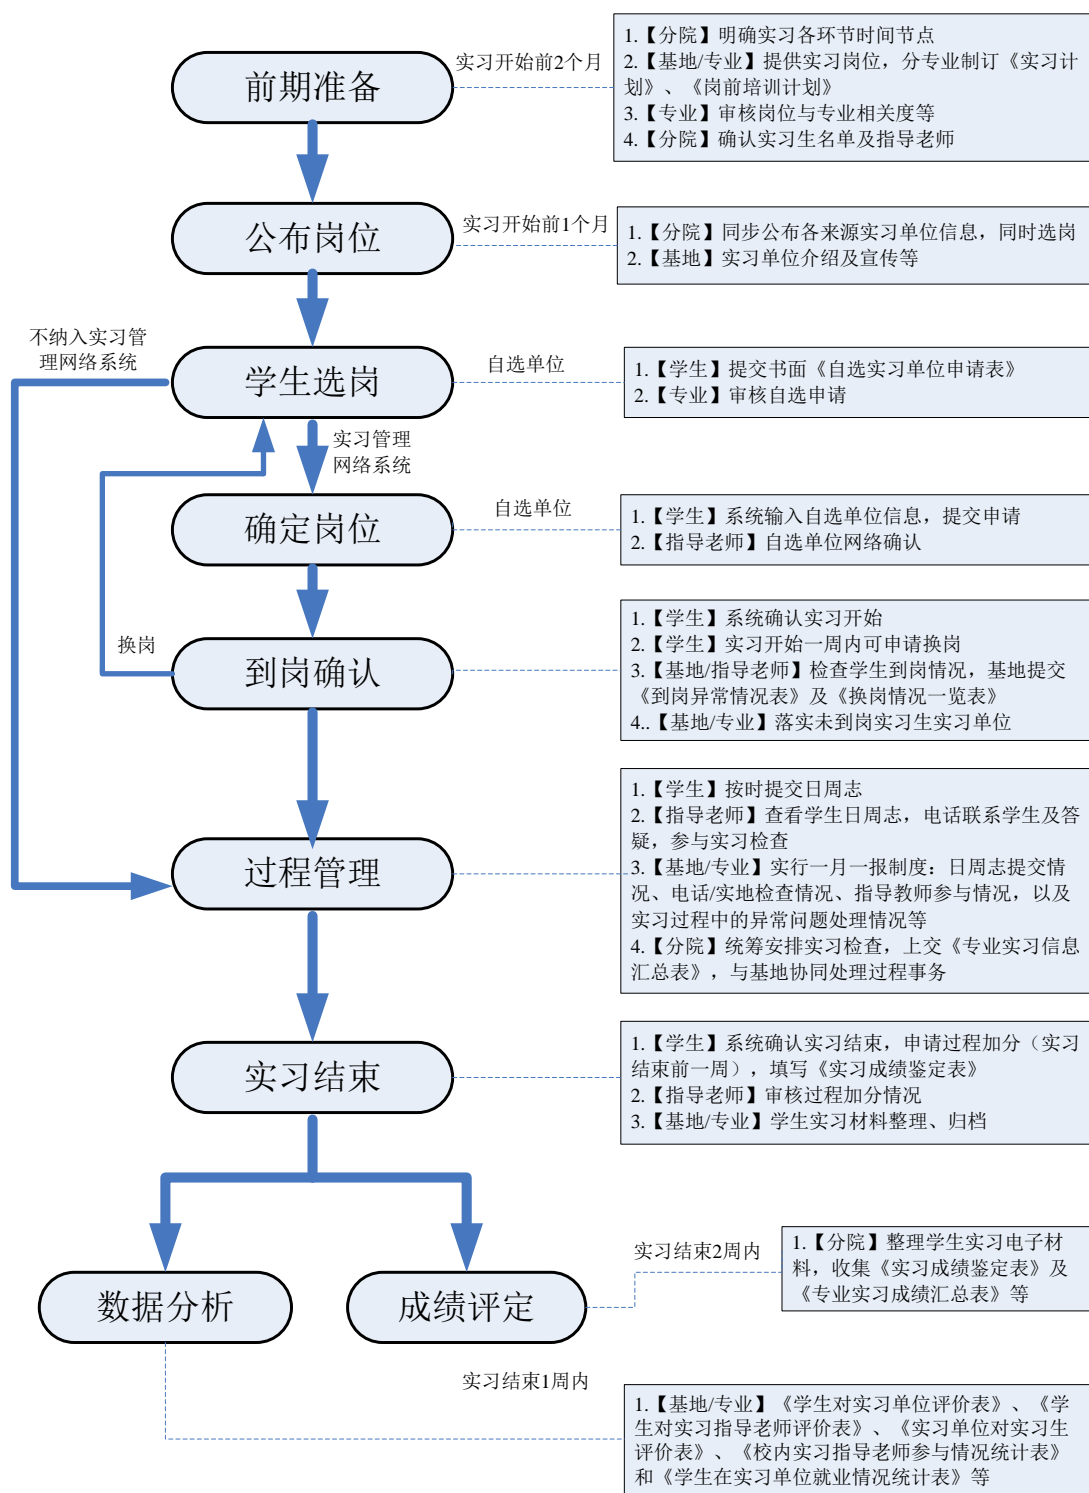 前期准备
实习开始前2个月
1.【分院】明确实习各环节时间节点
2.【基地/专业】提供实习岗位，分专业制订《实习计
划》、《岗前培训计划》
3.【专业】审核岗位与专业相关度等
4.【分院】确认实习生名单及指导老师
公布岗位
实习开始前1个月
1.【分院】同步公布各来源实习单位信息，同时选岗
2.【基地】实习单位介绍及宣传等
不纳入实习管
理网络系统
学生选岗
自选单位
1.【学生】提交书面《自选实习单位申请表》
2.【专业】审核自选申请
实习管理
网络系统
确定岗位
自选单位
1.【学生】系统输入自选单位信息，提交申请
2.【指导老师】自选单位网络确认
换岗
到岗确认
1.【学生】系统确认实习开始
2.【学生】实习开始一周内可申请换岗
3.【基地/指导老师】检查学生到岗情况，基地提交
《到岗异常情况表》及《换岗情况一览表》
4..【基地/专业】落实未到岗实习生实习单位
过程管理
1.【学生】按时提交日周志
2.【指导老师】查看学生日周志，电话联系学生及答
疑，参与实习检查
3.【基地/专业】实行一月一报制度：日周志提交情
况、电话/实地检查情况、指导教师参与情况，以及
实习过程中的异常问题处理情况等
4.【分院】统筹安排实习检查，上交《专业实习信息
汇总表》，与基地协同处理过程事务
实习结束
1.【学生】系统确认实习结束，申请过程加分（实习
结束前一周），填写《实习成绩鉴定表》
2.【指导老师】审核过程加分情况
3.【基地/专业】学生实习材料整理、归档
数据分析
成绩评定
实习结束2周内
1.【分院】整理学生实习电子材
料，收集《实习成绩鉴定表》及
《专业实习成绩汇总表》等
实习结束1周内
1.【基地/专业】《学生对实习单位评价表》、《学
生对实习指导老师评价表》、《实习单位对实习生
评价表》、《校内实习指导老师参与情况统计表》
和《学生在实习单位就业情况统计表》等